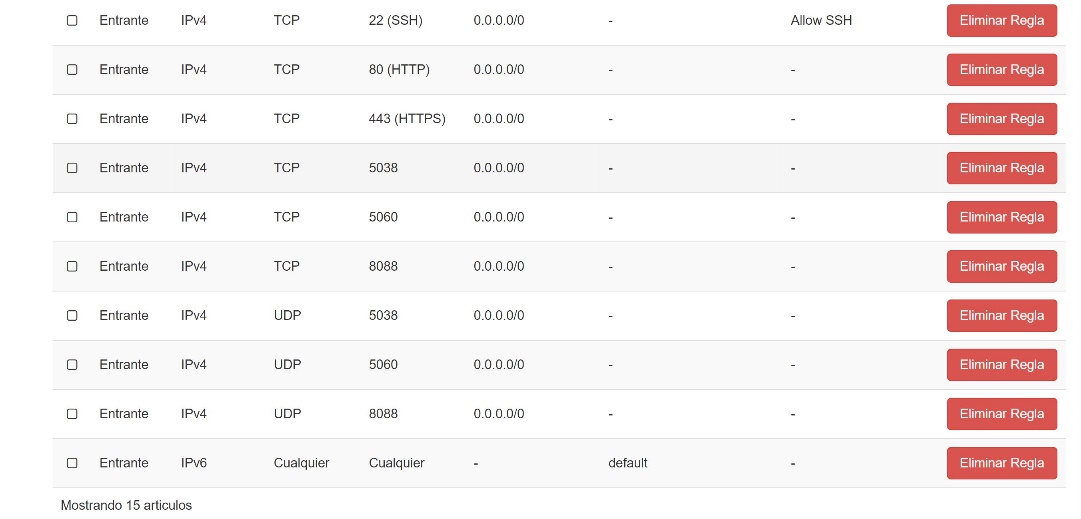 Entrante IPv4 TCP 22 (SSH) 0.0.0.0/0 - Allow SSH Eliminar Regla
Entrante IPv4 TCP 80 (HTTP) 0.0.0.0/0 - - Eliminar Regla
Entrante IPv4 TCP 443 (HTTPS) 0.0.0.0/0 - - Eliminar Regla
Entrante IPv4 TCP 5038 0.0.0.0/0 - - Eliminar Regla
Entrante IPv4 TCP 5060 0.0.0.0/0 - - Eliminar Regla
Entrante IPv4 TCP 8088 0.0.0.0/0 - - Eliminar Regla
Entrante IPv4 UDP 5038 0.0.0.0/0 - - Eliminar Regla
Entrante IPv4 UDP 5060 0.0.0.0/0 - - Eliminar Regla
Entrante IPv4 UDP 8088 0.0.0.0/0 - - Eliminar Regla
Entrante IPv6 Cualquier Cualquier - default - Eliminar Regla
Mostrando 15 articulos